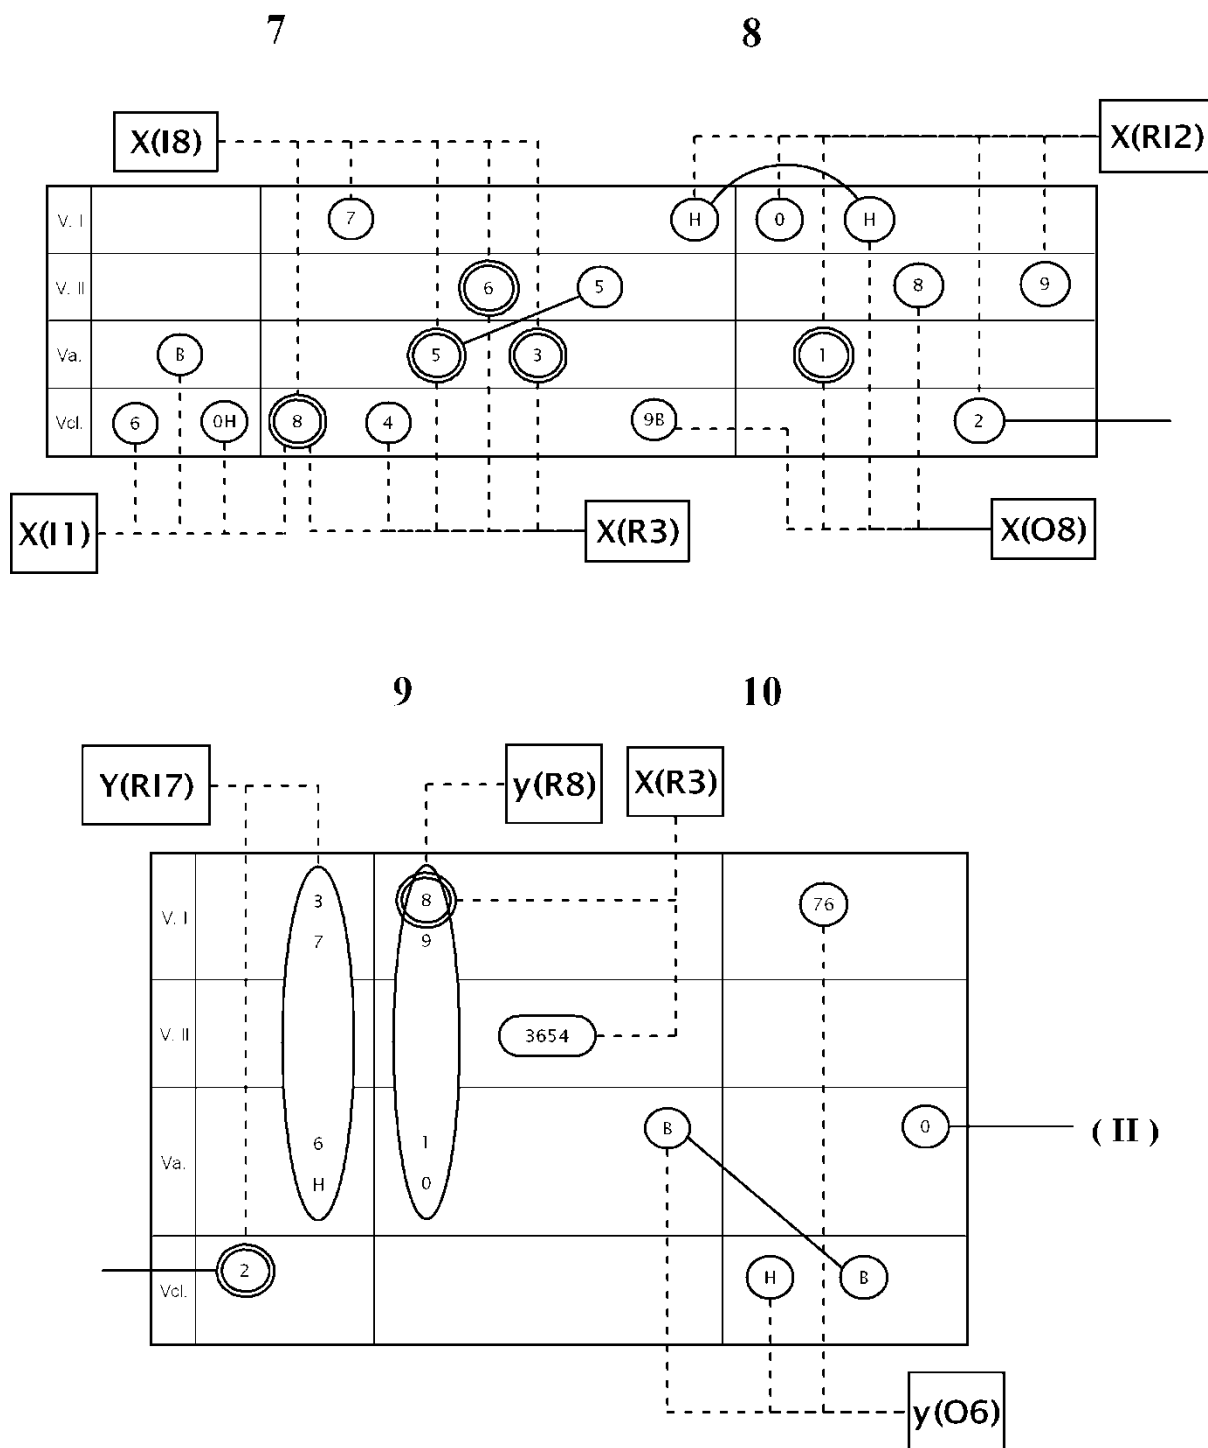 7 8
X(I8) X(RI2)
V. I 7 H 0 H
V. II 6 5 8 9
Va. B 5 3 1
Vcl. 6 0H 8 4 9B 2
X(I1) X(R3) X(O8)
9 10
Y(RI7) y(R8) X(R3)
3 8
V. I 76
7 9
V. II 3654
B 0 ( II )
6 1
Va.
H 0
2
Vcl. H B
y(O6)